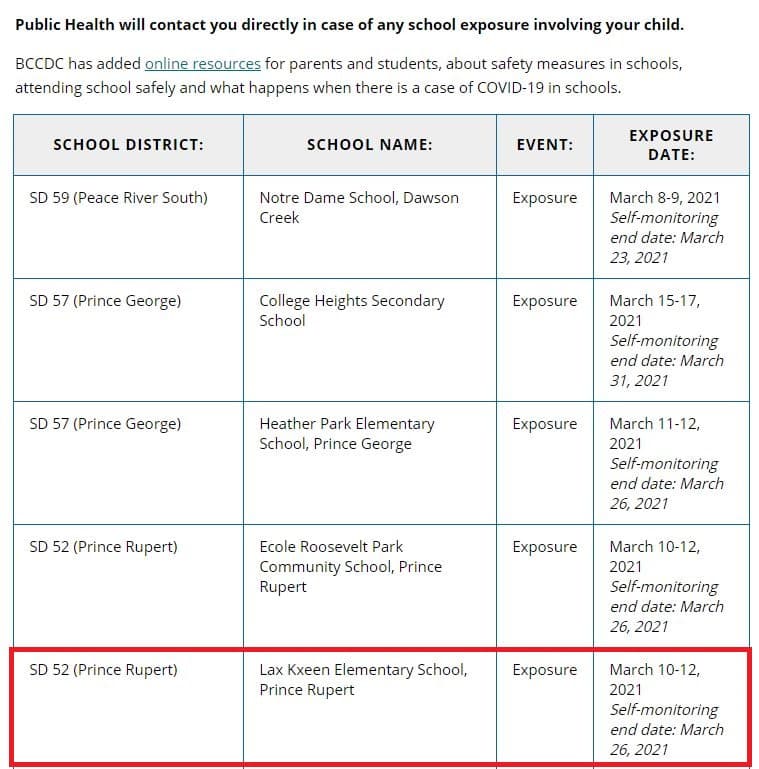 Public Health will contact you directly in case of any school exposure involving your child.
BCCDC has added online resources for parents and students, about safety measures in schools,
attending school safely and what happens when there is a case of COVID-19 in schools.
SCHOOL DISTRICT: SCHOOL NAME: EVENT: EXPOSURE
DATE:
SD 59 (Peace River South) Notre Dame School, Dawson Exposure March 8-9, 2021
Creek Self-monitoring
end date: March
23, 2021
SD 57 (Prince George) College Heights Secondary Exposure March 15-17,
School 2021
Self-monitoring
end date: March
31, 2021
SD 57 (Prince George) Heather Park Elementary Exposure March 11-12,
School, Prince George 2021
Self-monitoring
end date: March
26, 2021
SD 52 (Prince Rupert) Ecole Roosevelt Park Exposure March 10-12,
Community School, Prince 2021
Rupert Self-monitoring
end date: March
26, 2021
SD 52 (Prince Rupert) Lax Kxeen Elementary School, Exposure March 10-12,
Prince Rupert 2021
Self-monitoring
end date: March
26, 2021